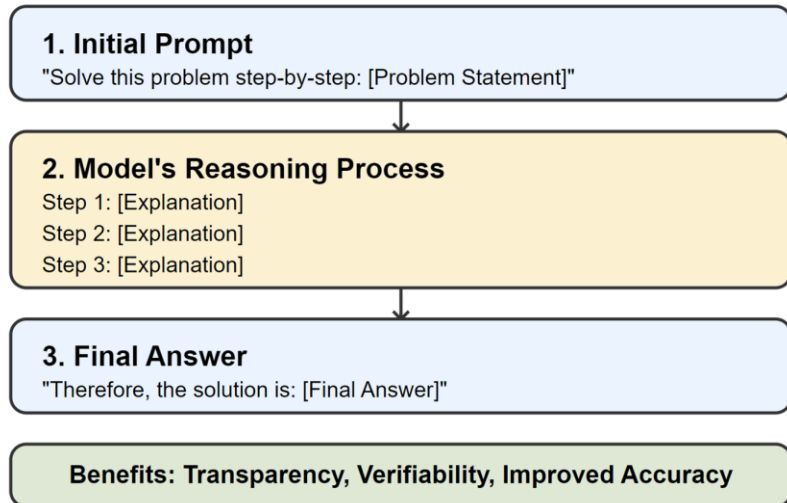 1. Initial Prompt
"Solve this problem step-by-step: [Problem Statement]"
2. Model's Reasoning Process
Step 1: [Explanation]
Step 2: [Explanation]
Step 3: [Explanation]
3. Final Answer
"Therefore, the solution is: [Final Answer]"
Benefits: Transparency, Verifiability, Improved Accuracy